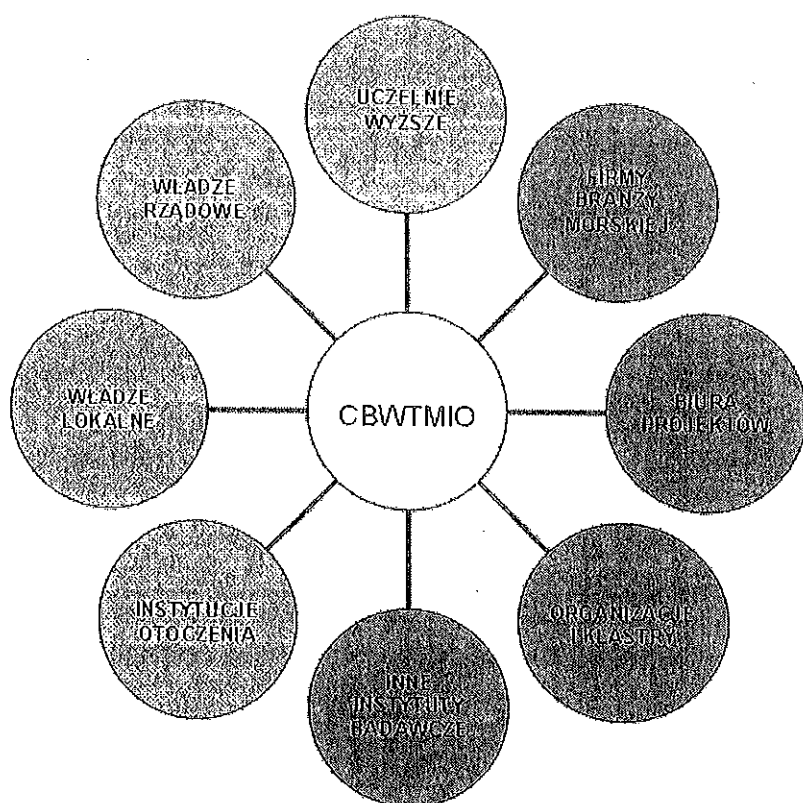 UCZELNIE
WYŻSZE
FIRMY
BRANŻY
MORSKIEJ
BIURA
PROJEKTÓW
ORGANIZACJE
I KLASTRY
INNE
INSTYTUTY
BADAWCZE
INSTYTUCJE
OTOCZENIA
WŁADZE
LOKALNE
WŁADZE
RZĄDOWE
CBWTMIO